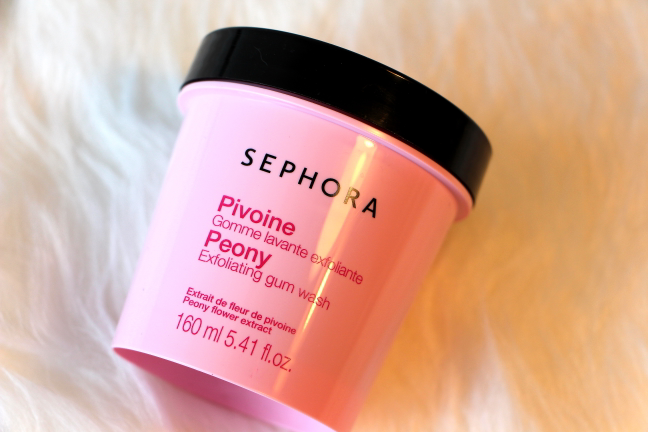 SEPHORA
Pivoine
Gomme lavante exfoliante
Peony
Exfoliating gum wash
Extrait de fleur de pivoine
Peony flower extract
160 ml 5.41 fl.oz.